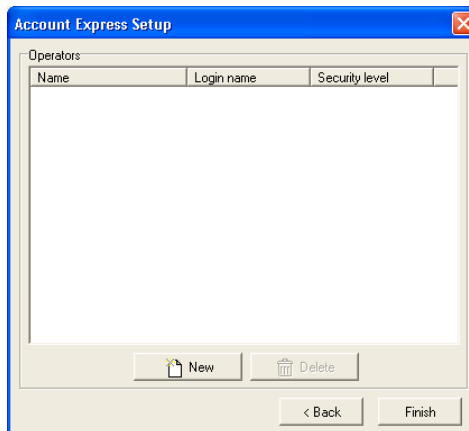 Account Express Setup
Operators
Name Login name Security level
New Delete
< Back Finish